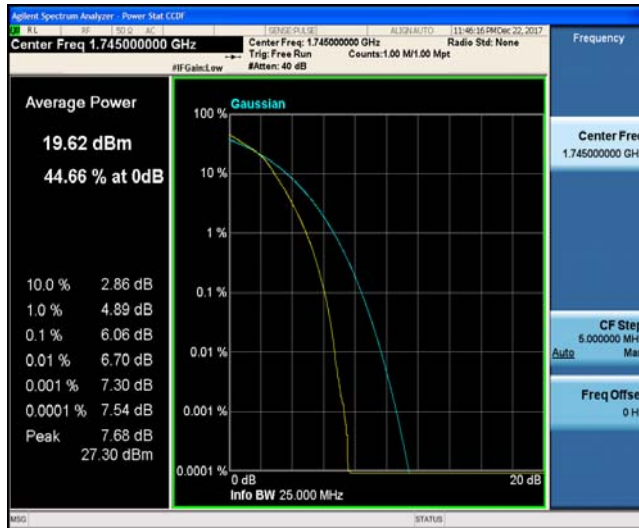 Agilent Spectrum Analyzer - Power Stat CCDF
RL RF 50 Ω AC SENSE:PULSE ALIGN AUTO 11:46:16 PM Dec 22, 2017
Center Freq 1.745000000 GHz
Center Freq: 1.745000000 GHz Radio Std: None
Trig: Free Run Counts:1.00 M/1.00 Mpt
#IFGain:Low #Atten: 40 dB
Frequency
Average Power
19.62 dBm
44.66 % at 0dB
10.0 % 2.86 dB
1.0 % 4.89 dB
0.1 % 6.06 dB
0.01 % 6.70 dB
0.001 % 7.30 dB
0.0001 % 7.54 dB
Peak 7.68 dB
27.30 dBm
Gaussian
100 %
10 %
1 %
0.1 %
0.01 %
0.001 %
0.0001 %
0 dB 20 dB
Info BW 25.000 MHz
Center Fre
1.745000000 GH
CF Step
5.000000 MH
Auto Ma
Freq Offse
0 H
MSG STATUS